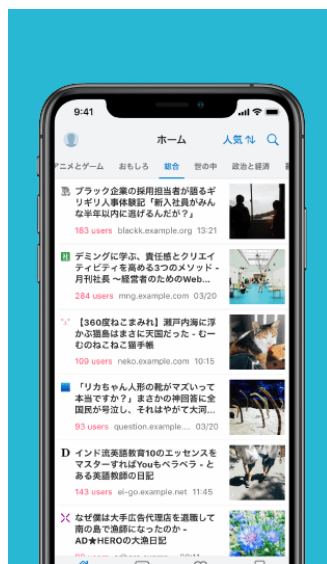 9:41
ホーム
人気
アニメとゲーム おもしろ 総合 世の中 政治と経済
ブラック企業の採用担当者が語るギ
リギリ人事体験記「新入社員がみん
な半年以内に逃げるんだが？」
183 users blackk.example.org 13:21
デミングに学ぶ、責任感とクリエイ
ティビティを高める3つのメソッド -
月刊社長 〜経営者のためのWeb...
284 users mng.example.com 03/20
【360度ねこまみれ】瀬戸内海に浮
かぶ猫島はまさに天国だった - むー
むのねこねこ猫手帳
109 users neko.example.com 10:15
「リカちゃん人形の靴がマズいって
本当ですか？」まさかの神回答に全
国民が号泣し、それはやがて大河...
93 users question.example.... 03/20
D インド流英語教育10のエッセンスを
マスターすればYouもペラペラ - と
ある英語教師の日記
143 users ei-go.example.net 11:45
なぜ僕は大手広告代理店を退職して
南の島で漁師になったのか -
AD★HEROの大漁日記